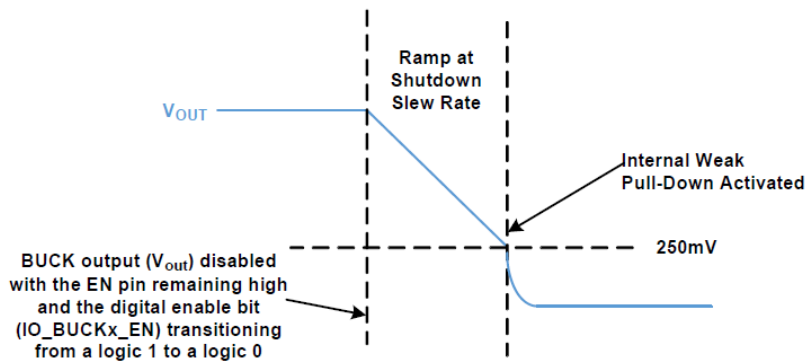 Ramp at
Shutdown
Slew Rate
VOUT
Internal Weak
Pull-Down Activated
250mV
BUCK output (Vout) disabled
with the EN pin remaining high
and the digital enable bit
(IO_BUCKx_EN) transitioning
from a logic 1 to a logic 0